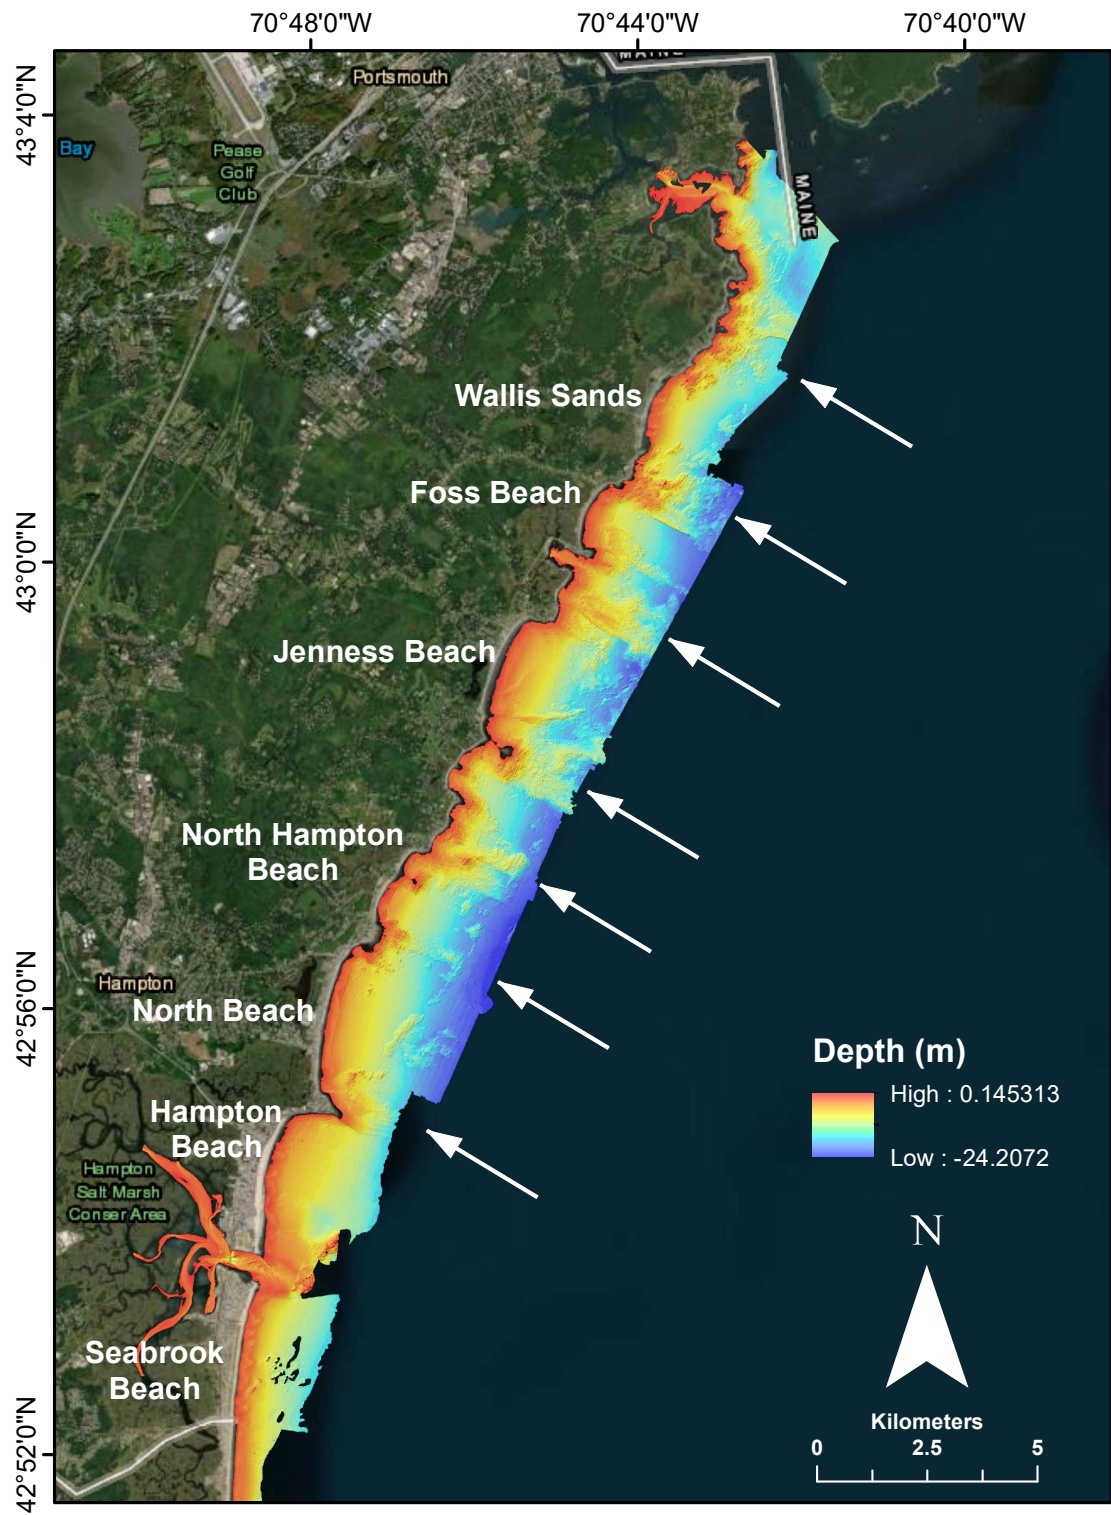 70°48'0"W
70°44'0"W
70°40'0"W
43°4'0"N
43°0'0"N
42°56'0"N
42°52'0"N
MAINE
Portsmouth
Bay
Pease
Golf
Club
MAINE
Wallis Sands
Foss Beach
Jenness Beach
North Hampton
Beach
Hampton
North Beach
Hampton
Beach
Hampton
Salt Marsh
Conser Area
Seabrook
Beach
Depth (m)
High : 0.145313
Low : -24.2072
N
Kilometers
0 2.5 5